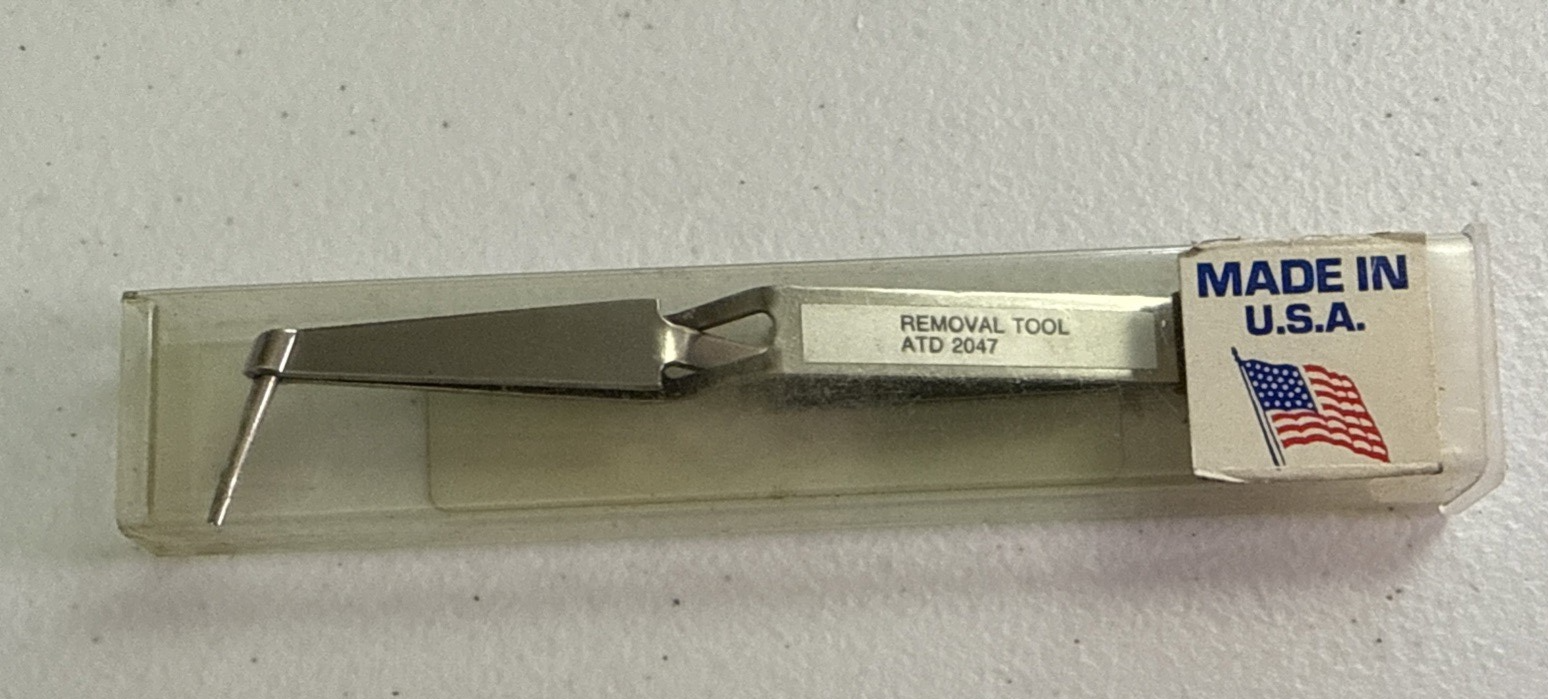 REMOVAL TOOL
ATD 2047
MADE IN
U.S.A.